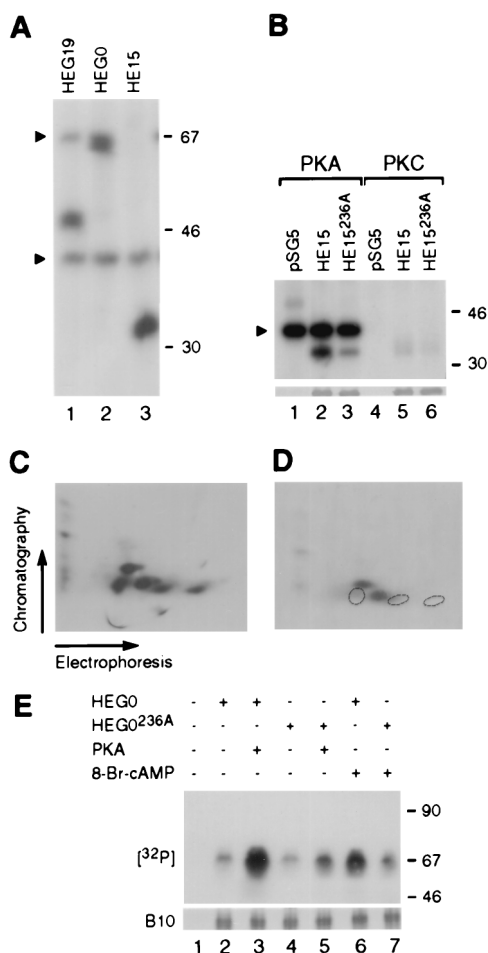 A
HEG19
HEG0
HE15
67
46
30
1 2 3
B
PKA PKC
pSG5
HE15
HE15236A
pSG5
HE15
HE15236A
46
30
1 2 3 4 5 6
C
D
Chromatography
Electrophoresis
E
HEG0 - + + - - + -
HEG0236A - - - + + - +
PKA - - + - + - -
8-Br-cAMP - - - - - + +
90
[32P]
67
46
B10
1 2 3 4 5 6 7